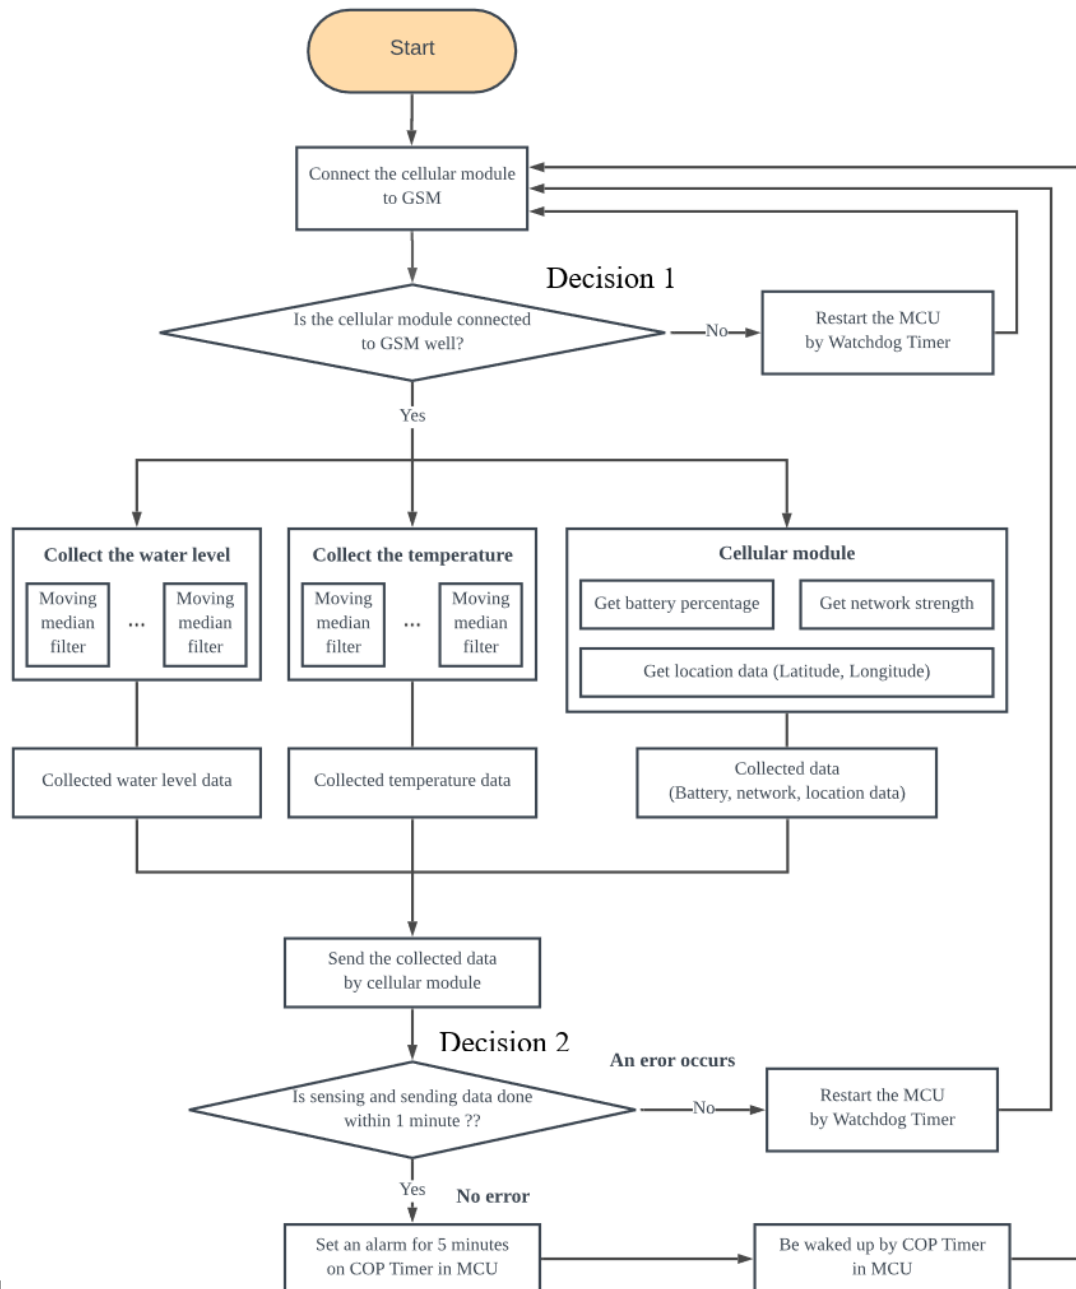 Start
Connect the cellular module
to GSM
Decision 1
Is the cellular module connected
to GSM well?
No
Restart the MCU
by Watchdog Timer
Yes
Collect the water level
Moving
median
filter
...
Moving
median
filter
Collect the temperature
Moving
median
filter
...
Moving
median
filter
Cellular module
Get battery percentage
Get network strength
Get location data (Latitude, Longitude)
Collected water level data
Collected temperature data
Collected data
(Battery, network, location data)
Send the collected data
by cellular module
Decision 2
An eror occurs
Is sensing and sending data done
within 1 minute ??
No
Restart the MCU
by Watchdog Timer
Yes
No error
Set an alarm for 5 minutes
on COP Timer in MCU
Be waked up by COP Timer
in MCU